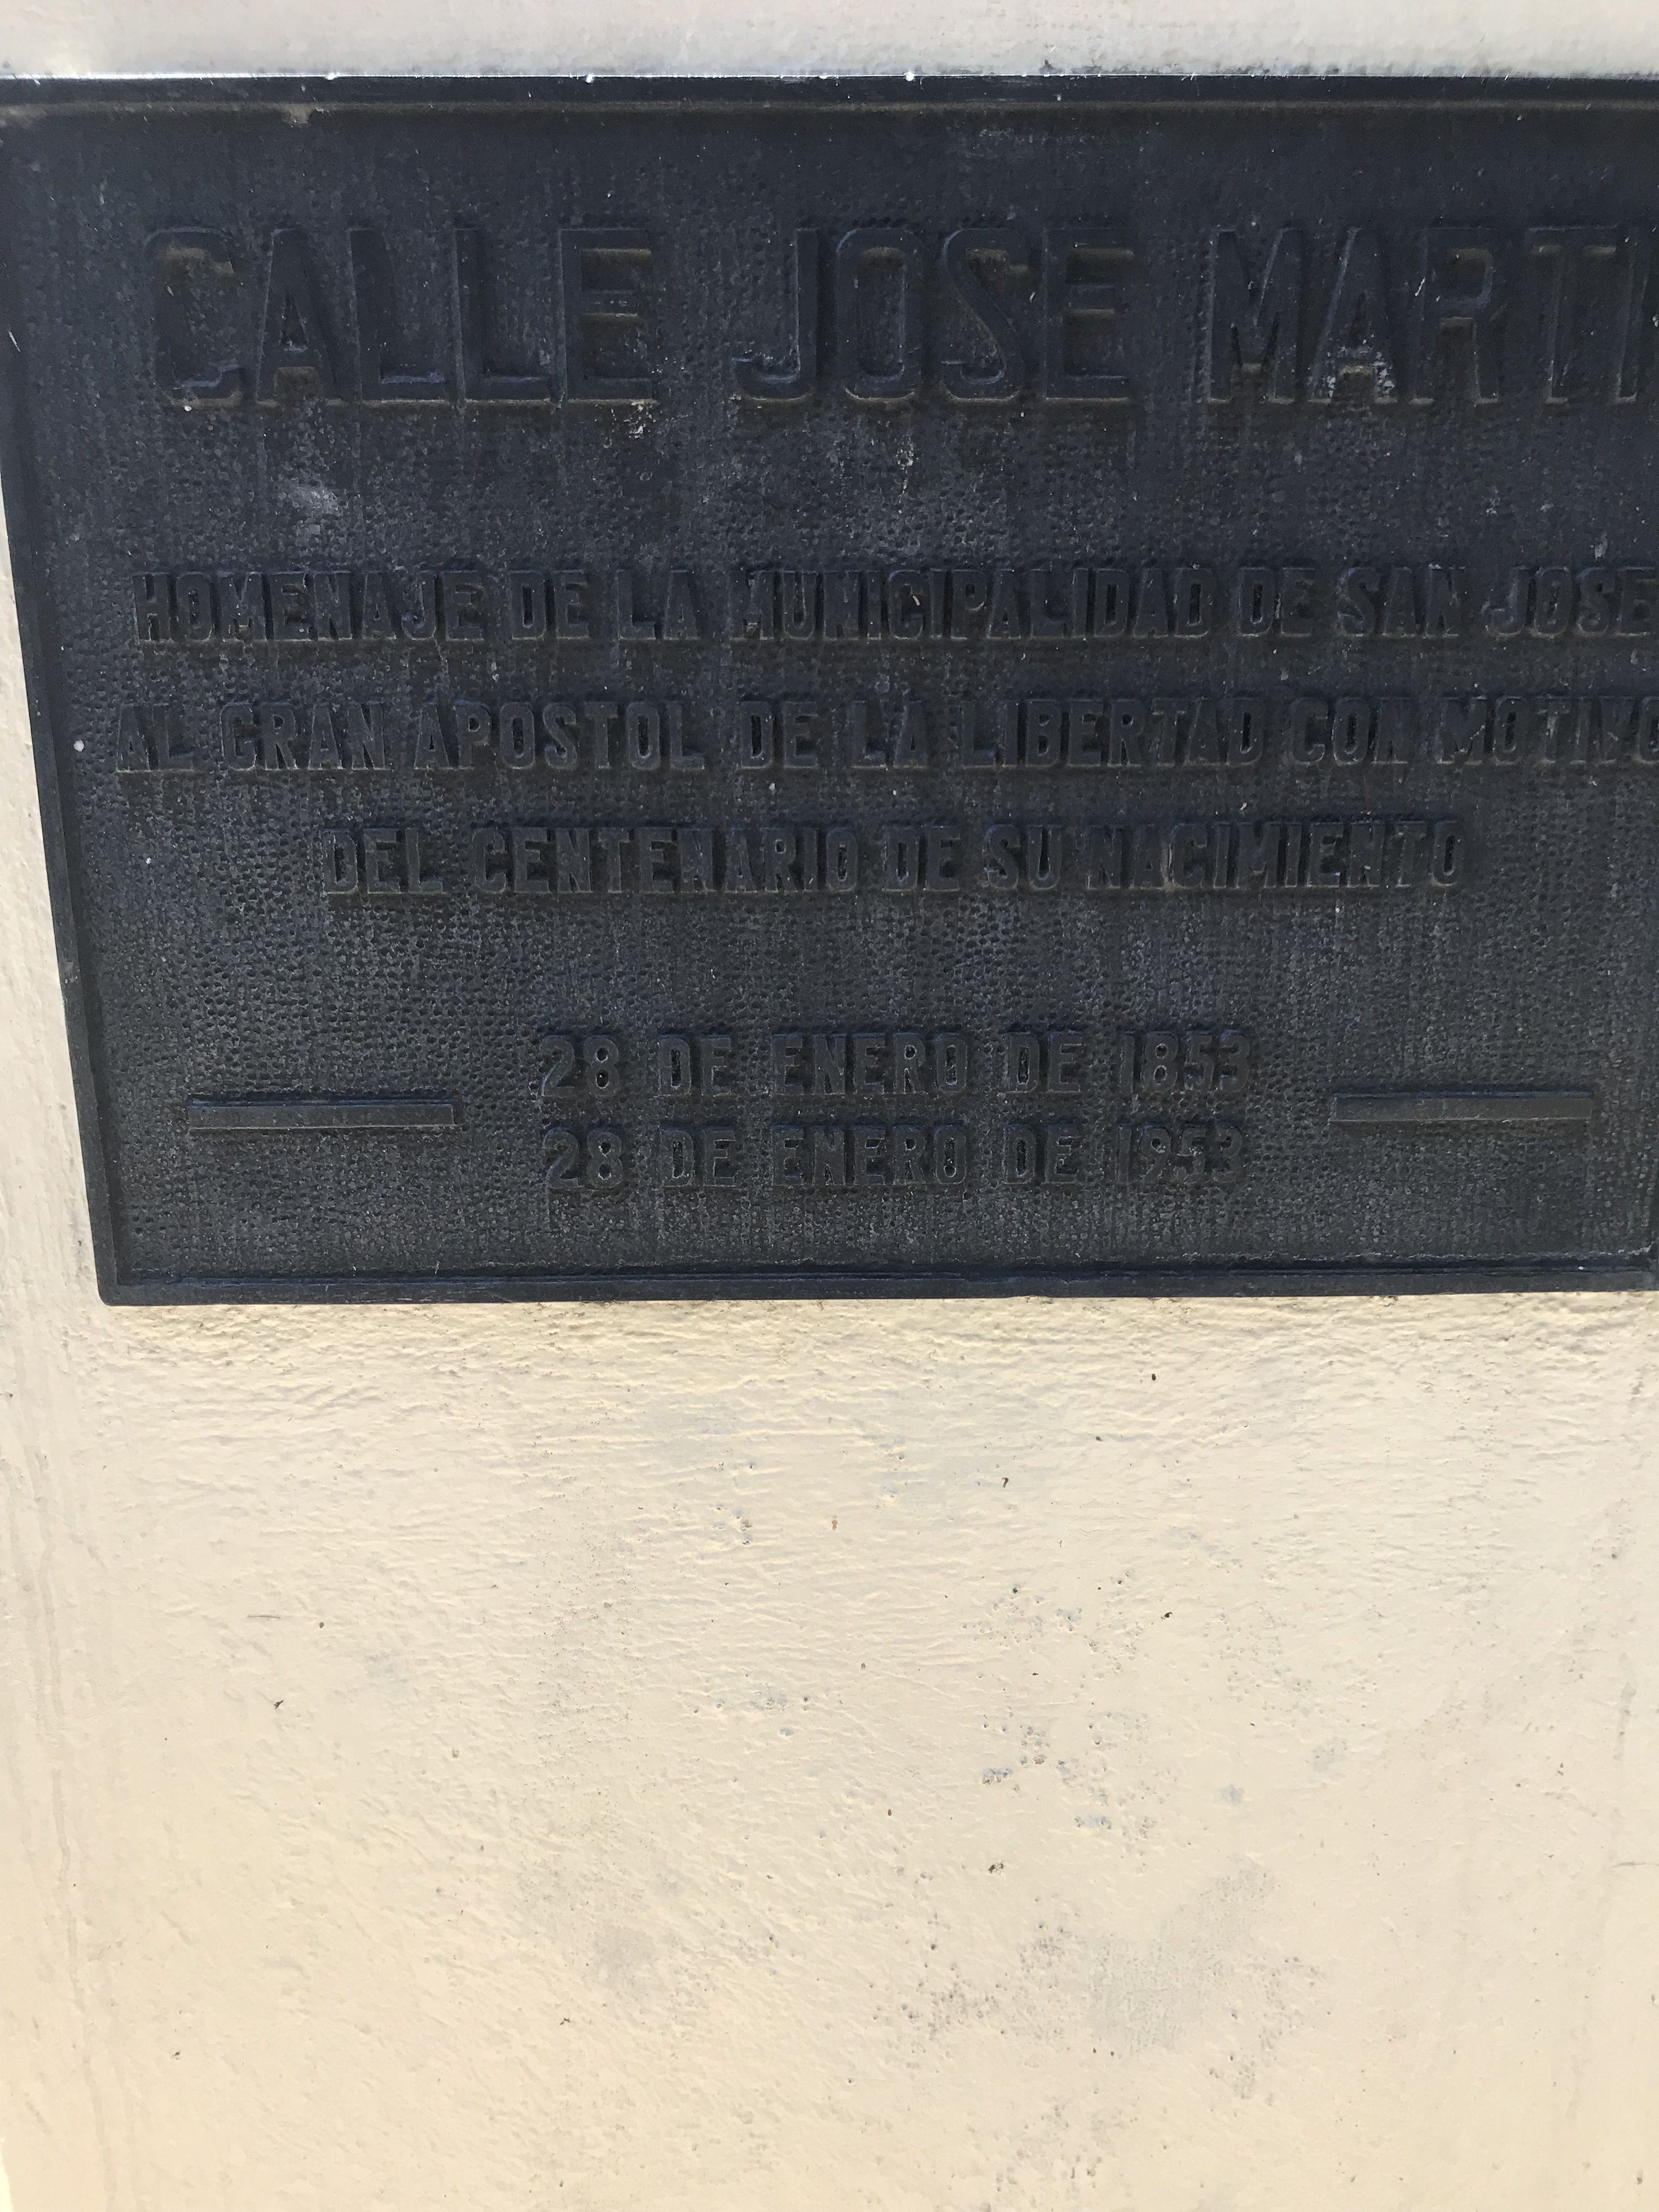 CALLE JOSE MARTI
HOMENAJE DE LA MUNICIPALIDAD DE SAN JOSE
AL GRAN APOSTOL DE LA LIBERTAD CON MOTIVO
DEL CENTENARIO DE SU NACIMIENTO
28 DE ENERO DE 1853
28 DE ENERO DE 1953